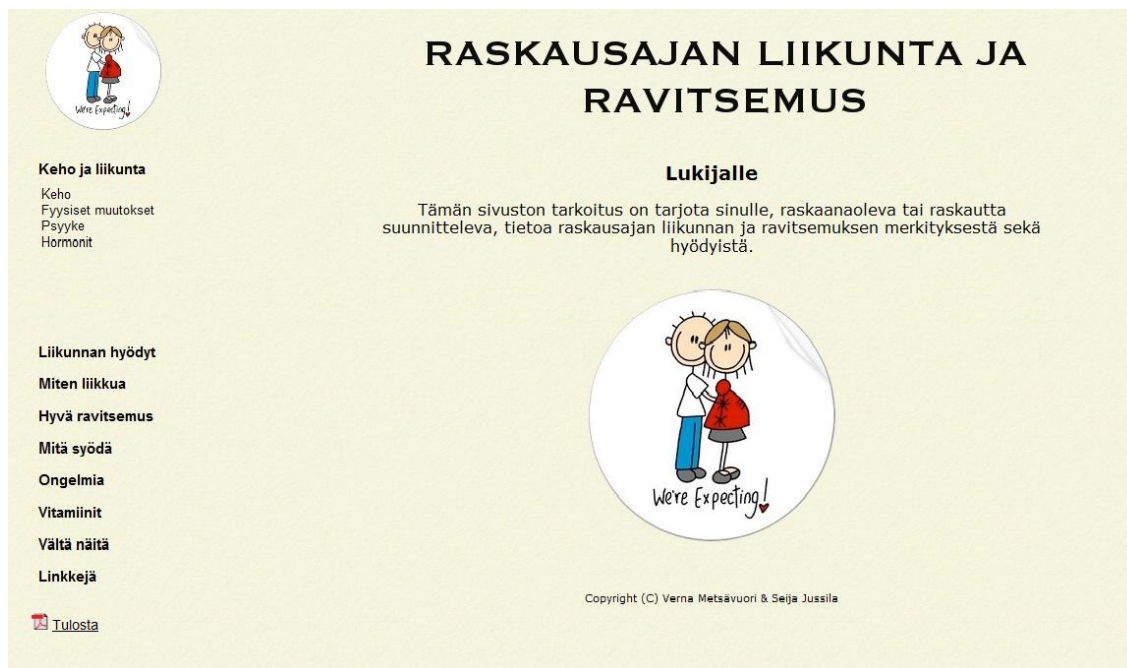 We're Expecting!
RASKAUSAJAN LIIKUNTA JA
RAVITSEMUS
Keho ja liikunta
Keho
Fyysiset muutokset
Psyyke
Hormonit
Liikunnan hyödyt
Miten liikkua
Hyvä ravitsemus
Mitä syödä
Ongelmia
Vitamiinit
Vältä näitä
Linkkejä
Tulosta
Lukijalle
Tämän sivuston tarkoitus on tarjota sinulle, raskaanaoleva tai raskautta
suunnitteleva, tietoa raskausajan liikunnan ja ravitsemuksen merkityksestä sekä
hyödyistä.
We're Expecting!
Copyright (C) Verna Metsävuori & Seija Jussila